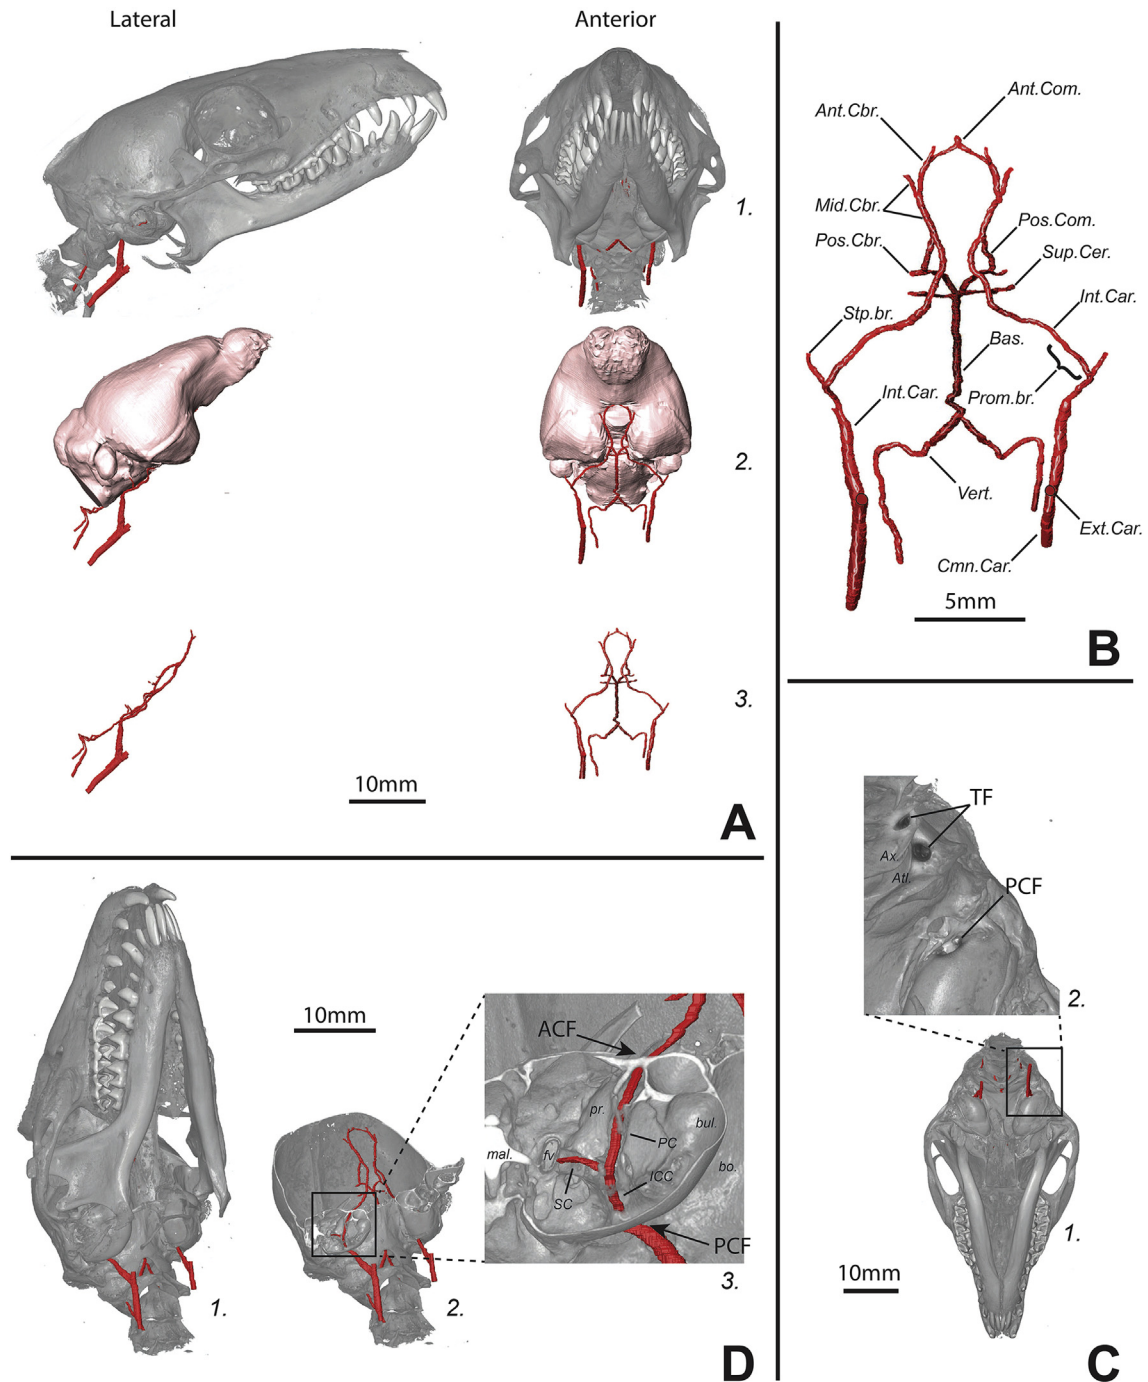 Lateral
Anterior
1.
2.
3.
10mm
A
Ant.Com.
Ant.Cbr.
Mid.Cbr.
Pos.Com.
Pos.Cbr.
Sup.Cer.
Int.Car.
Stp.br.
Bas.
Int.Car.
Prom.br.
Vert.
Ext.Car.
Cmn.Car.
5mm
B
TF
Ax.
Atl.
PCF
2.
1.
10mm
C
10mm
ACF
pr.
bul.
PC
mal.
fv
bo.
ICC
SC
PCF
1.
2.
3.
D